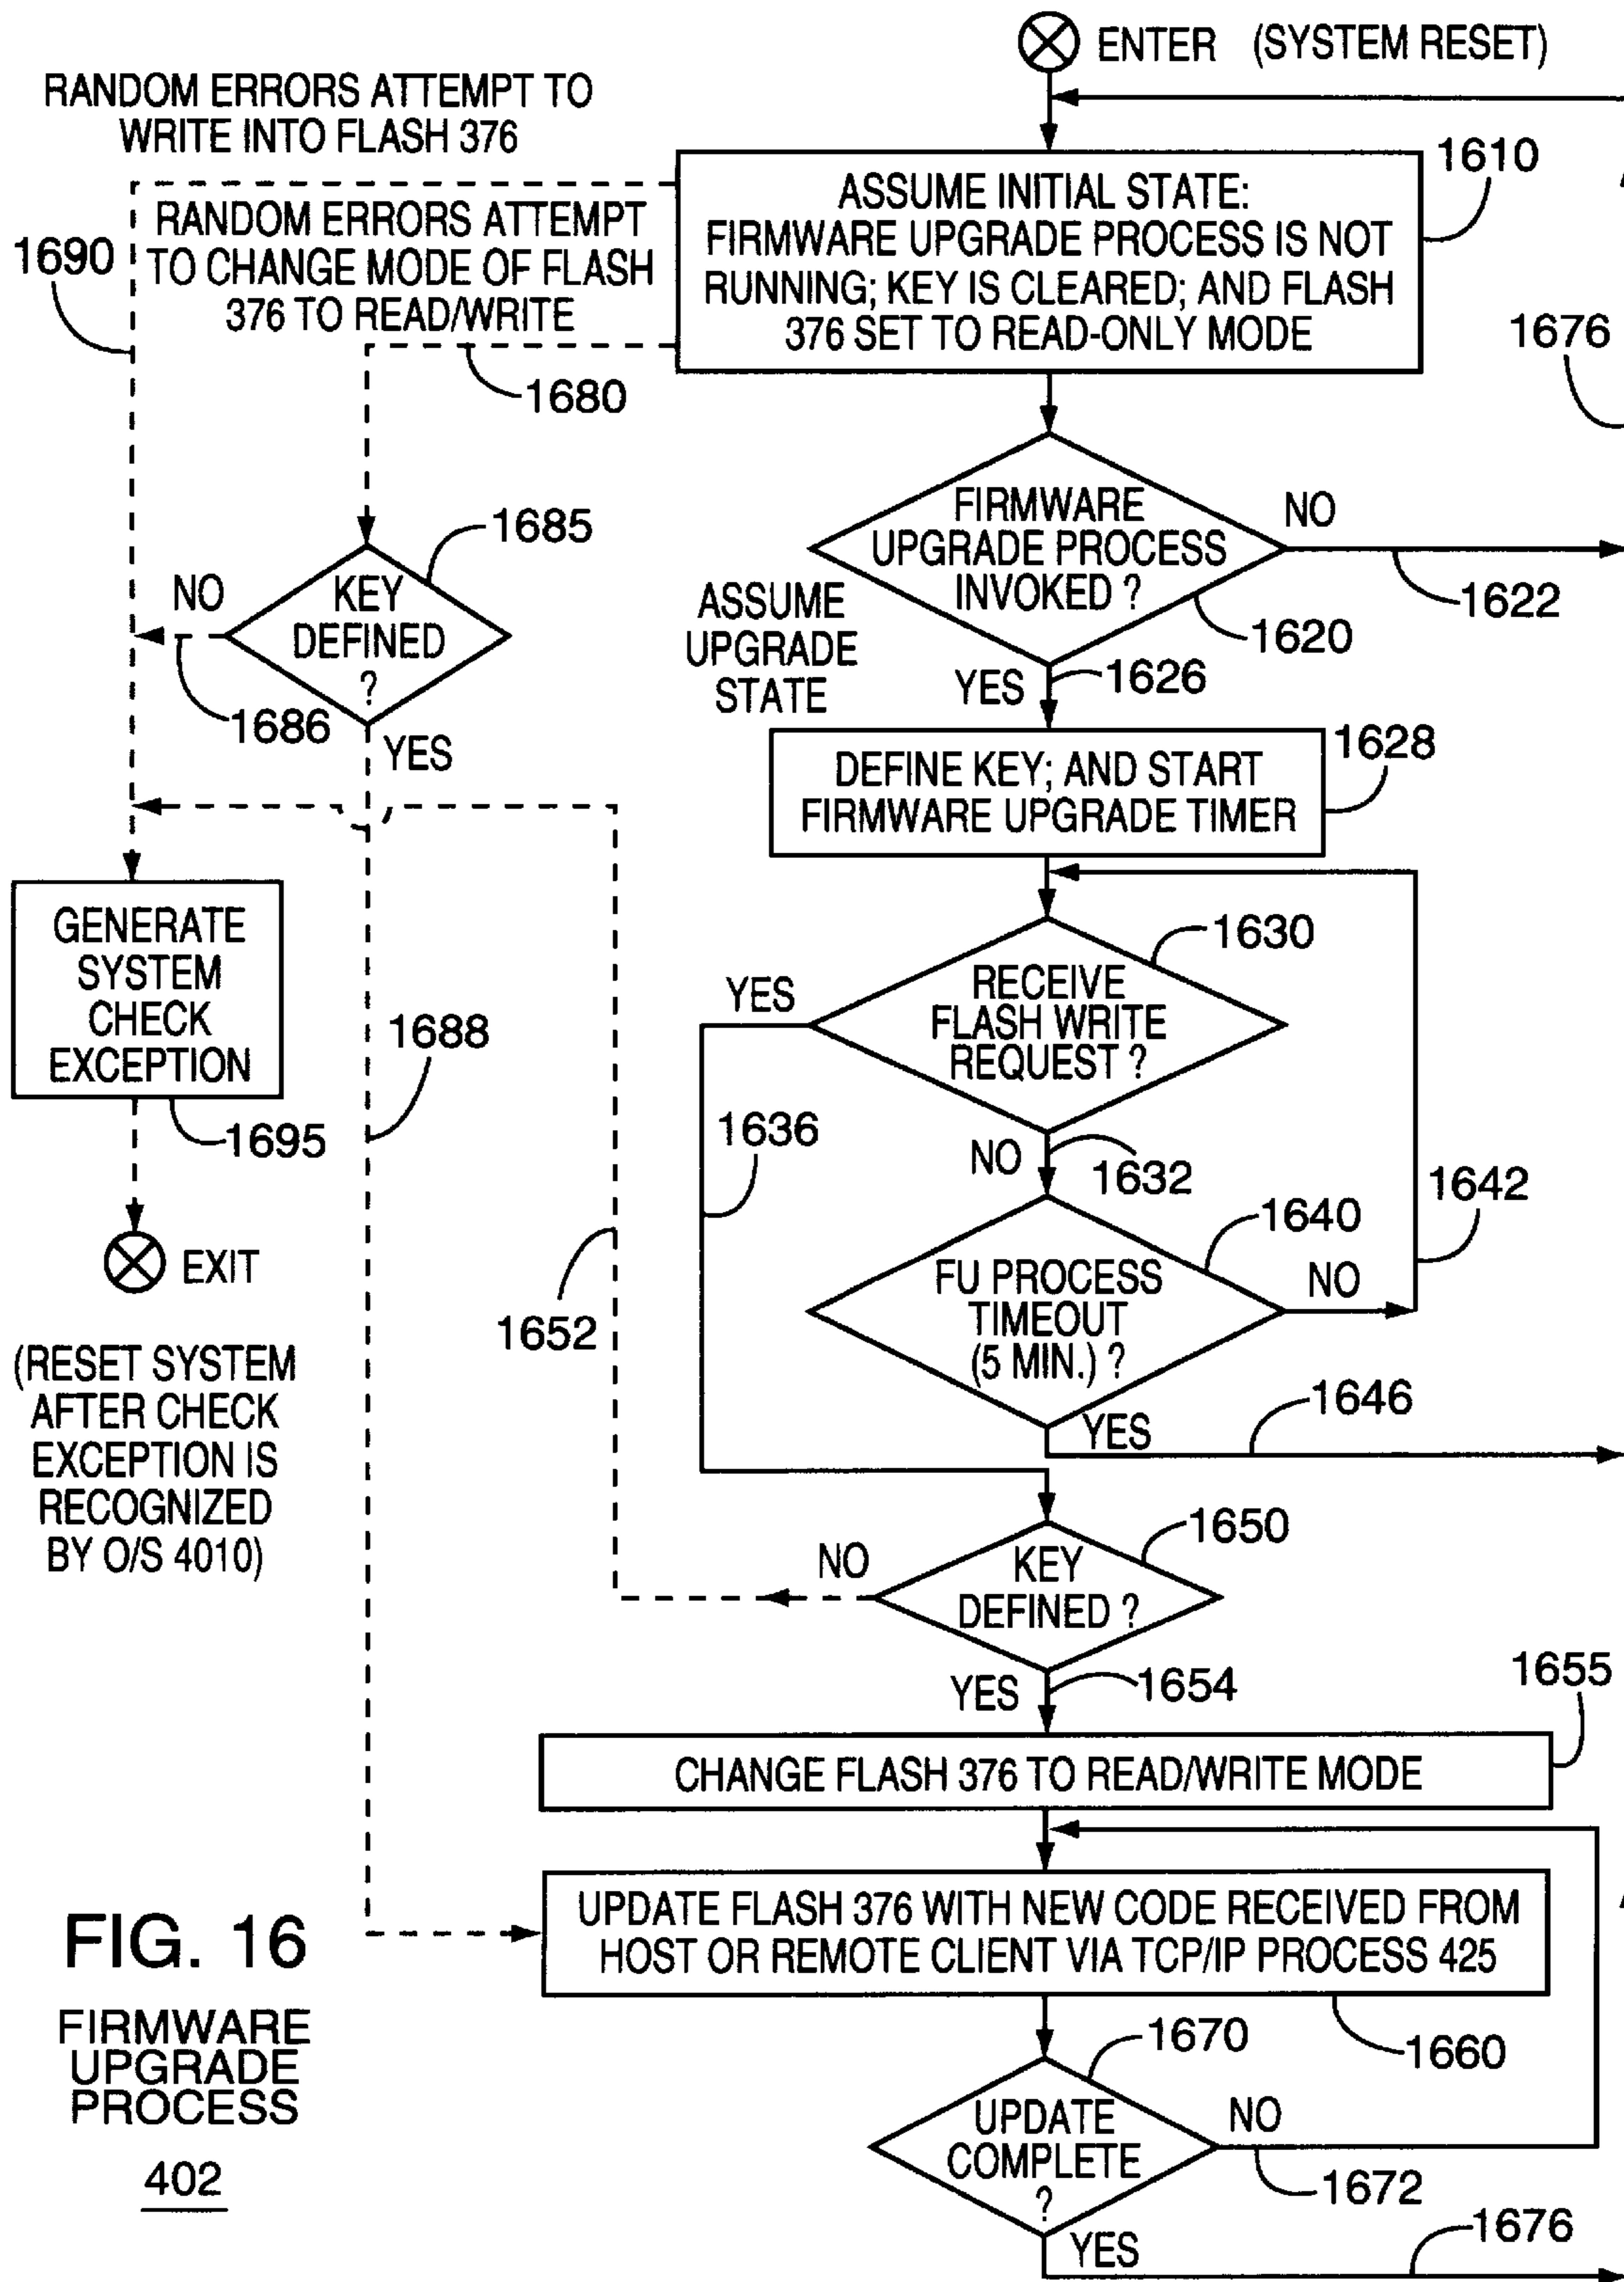 ENTER (SYSTEM RESET)
RANDOM ERRORS ATTEMPT TO
WRITE INTO FLASH 376
1610
ASSUME INITIAL STATE:
FIRMWARE UPGRADE PROCESS IS NOT
RUNNING; KEY IS CLEARED; AND FLASH
376 SET TO READ-ONLY MODE
1690
RANDOM ERRORS ATTEMPT
TO CHANGE MODE OF FLASH
376 TO READ/WRITE
1676
1680
FIRMWARE
UPGRADE PROCESS
INVOKED ?
NO
1622
1620
1685
KEY
DEFINED
?
NO
1686
YES
ASSUME
UPGRADE
STATE
YES
1626
1628
DEFINE KEY; AND START
FIRMWARE UPGRADE TIMER
GENERATE
SYSTEM
CHECK
EXCEPTION
1695
EXIT
(RESET SYSTEM
AFTER CHECK
EXCEPTION IS
RECOGNIZED
BY O/S 4010)
1688
1652
1630
RECEIVE
FLASH WRITE
REQUEST ?
YES
1636
NO
1632
1642
1640
FU PROCESS
TIMEOUT
(5 MIN.) ?
NO
YES
1646
1650
KEY
DEFINED ?
NO
YES
1654
1655
CHANGE FLASH 376 TO READ/WRITE MODE
UPDATE FLASH 376 WITH NEW CODE RECEIVED FROM
HOST OR REMOTE CLIENT VIA TCP/IP PROCESS 425
1660
1670
UPDATE
COMPLETE
?
NO
1672
YES
1676
FIG. 16
FIRMWARE
UPGRADE
PROCESS
402